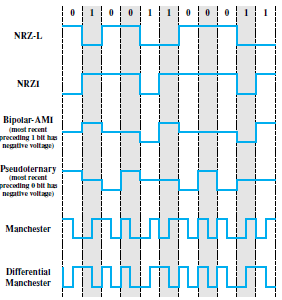 0 1 0 0 1 1 0 0 0 1 1
NRZ-L
NRZI
Bipolar-AMI
(most recent
preceding 1 bit has
negative voltage)
Pseudoternary
(most recent
preceding 0 bit has
negative voltage)
Manchester
Differential
Manchester